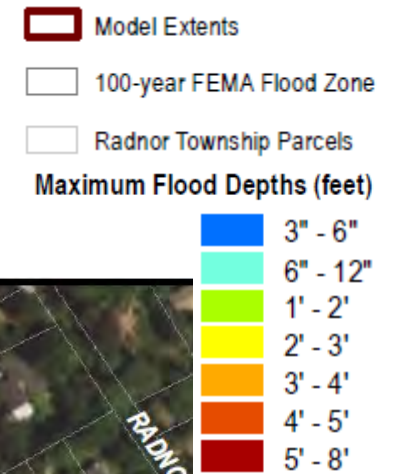 Model Extents
100-year FEMA Flood Zone
Radnor Township Parcels
Maximum Flood Depths (feet)
3" - 6"
6" - 12"
1' - 2'
2' - 3'
3' - 4'
4' - 5'
5' - 8'